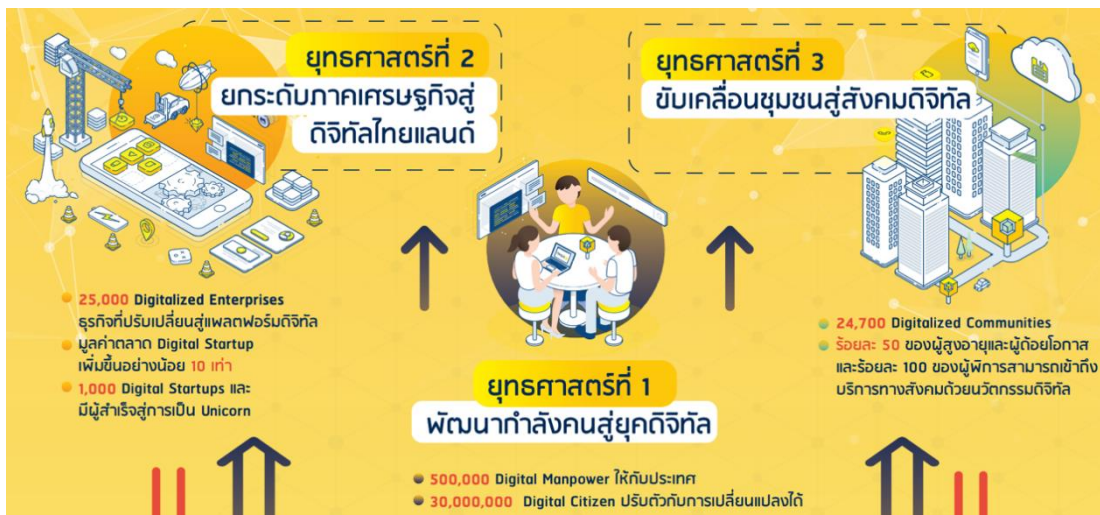 ยุทธศาสตร์ที่ 2
ยกระดับภาคเศรษฐกิจสู่
ดิจิทัลไทยแลนด์
ยุทธศาสตร์ที่ 3
ขับเคลื่อนชุมชนสู่สังคมดิจิทัล
25,000 Digitalized Enterprises
ธุรกิจที่ปรับเปลี่ยนสู่แพลตฟอร์มดิจิทัล
มูลค่าตลาด Digital Startup
เพิ่มขึ้นอย่างน้อย 10 เท่า
1,000 Digital Startups และ
มีผู้สำเร็จสู่การเป็น Unicorn
24,700 Digitalized Communities
ร้อยละ 50 ของผู้สูงอายุและผู้ด้อยโอกาส
และร้อยละ 100 ของผู้พิการสามารถเข้าถึง
บริการทางสังคมด้วยนวัตกรรมดิจิทัล
ยุทธศาสตร์ที่ 1
พัฒนากำลังคนสู่ยุคดิจิทัล
500,000 Digital Manpower ให้กับประเทศ
30,000,000 Digital Citizen ปรับตัวกับการเปลี่ยนแปลงได้